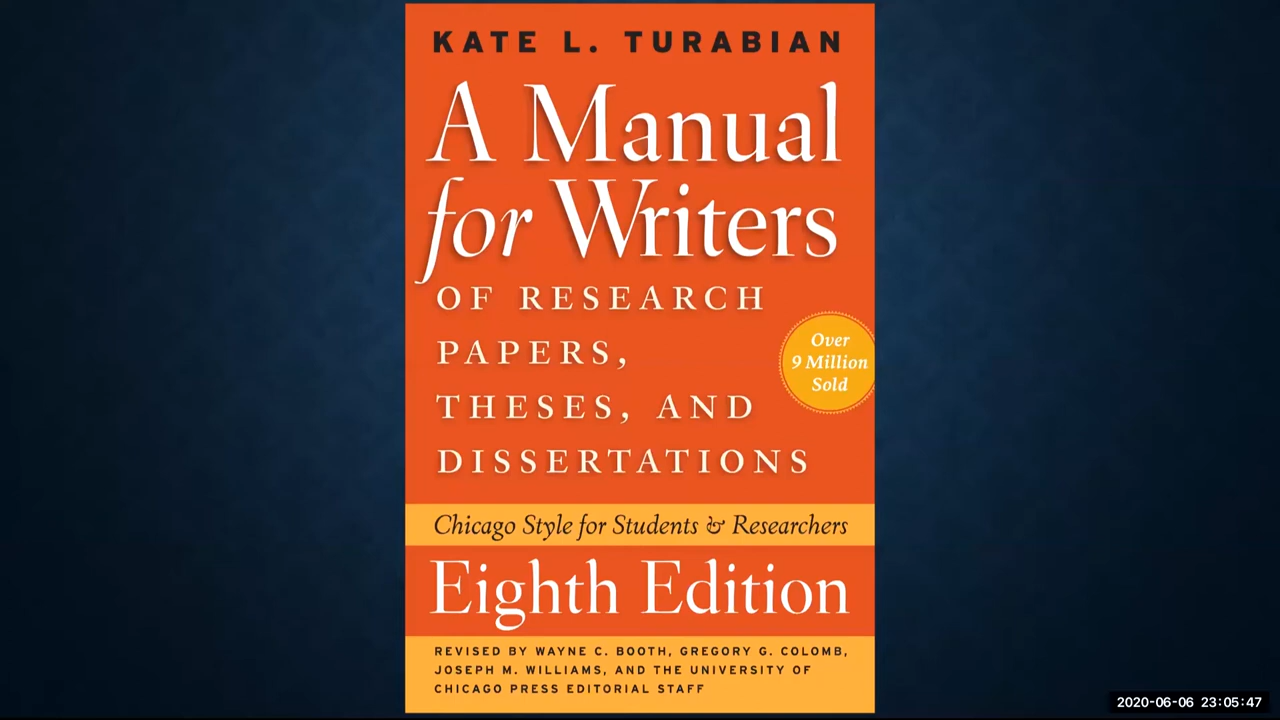 KATE L. TURABIAN
A Manual
for Writers
OF RESEARCH
PAPERS,
THESES, AND
DISSERTATIONS
Over
9 Million
Sold
Chicago Style for Students & Researchers
Eighth Edition
REVISED BY WAYNE C. BOOTH, GREGORY G. COLOMB,
JOSEPH M. WILLIAMS, AND THE UNIVERSITY OF
CHICAGO PRESS EDITORIAL STAFF
2020-06-06 23:05:47